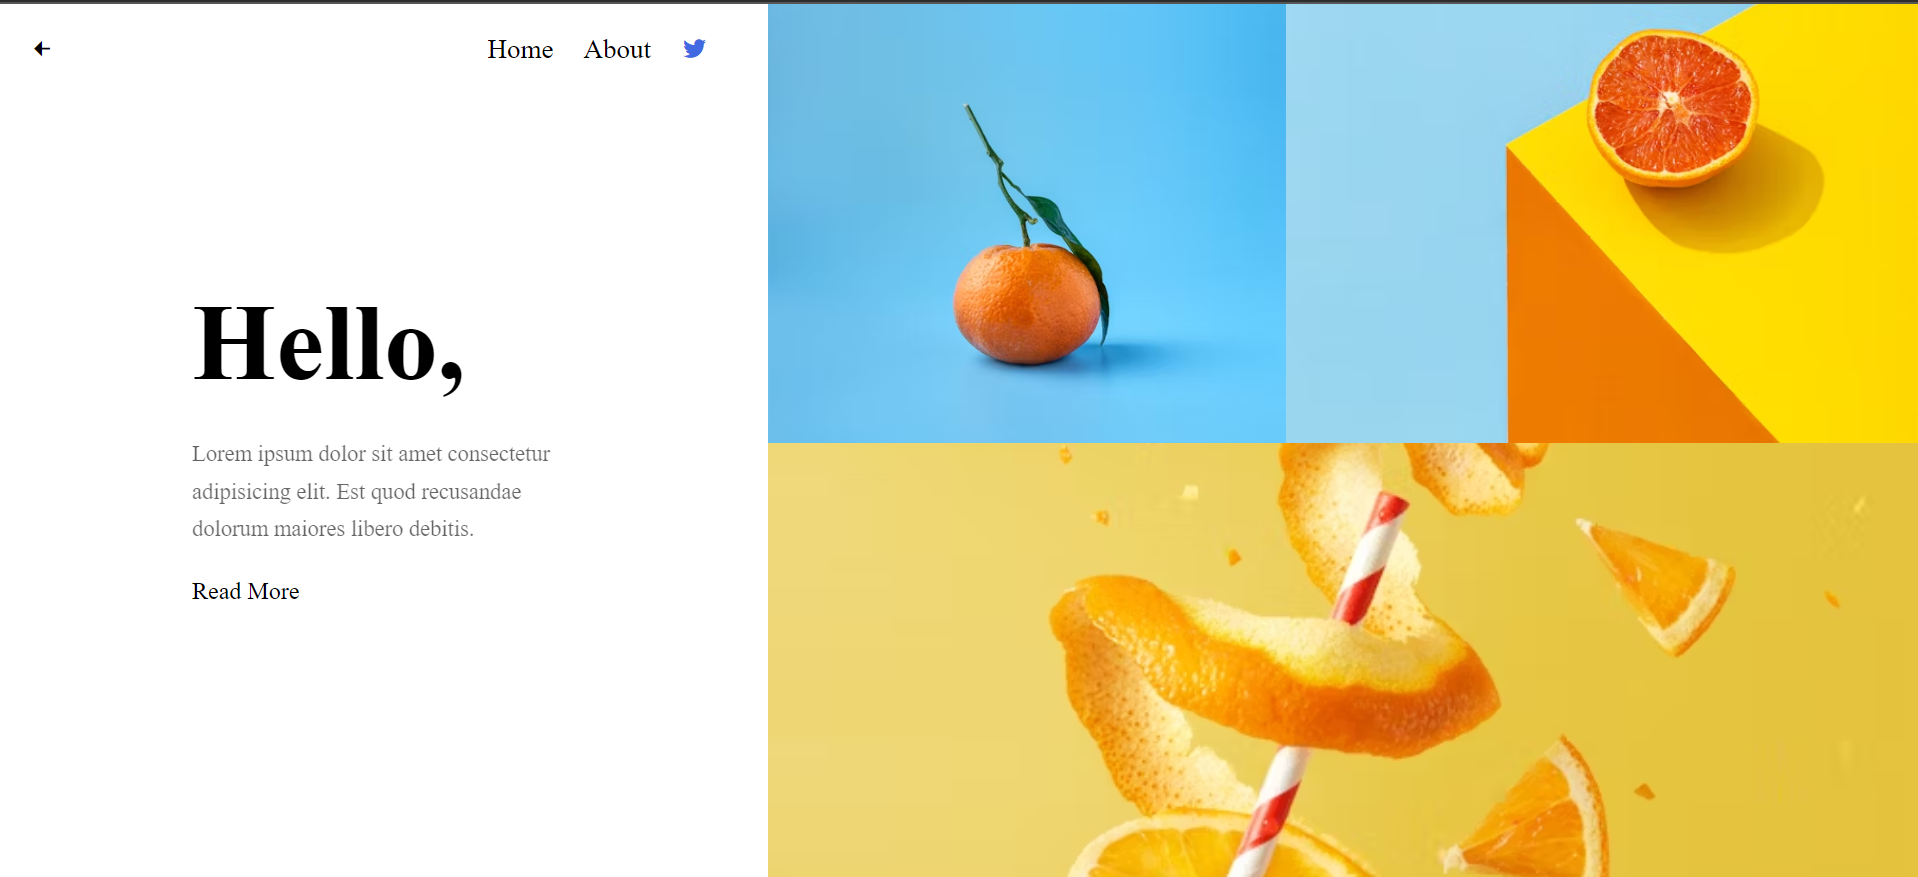 Home About
Hello,
Lorem ipsum dolor sit amet consectetur
adipisicing elit. Est quod recusandae
dolorum maiores libero debitis.
Read More